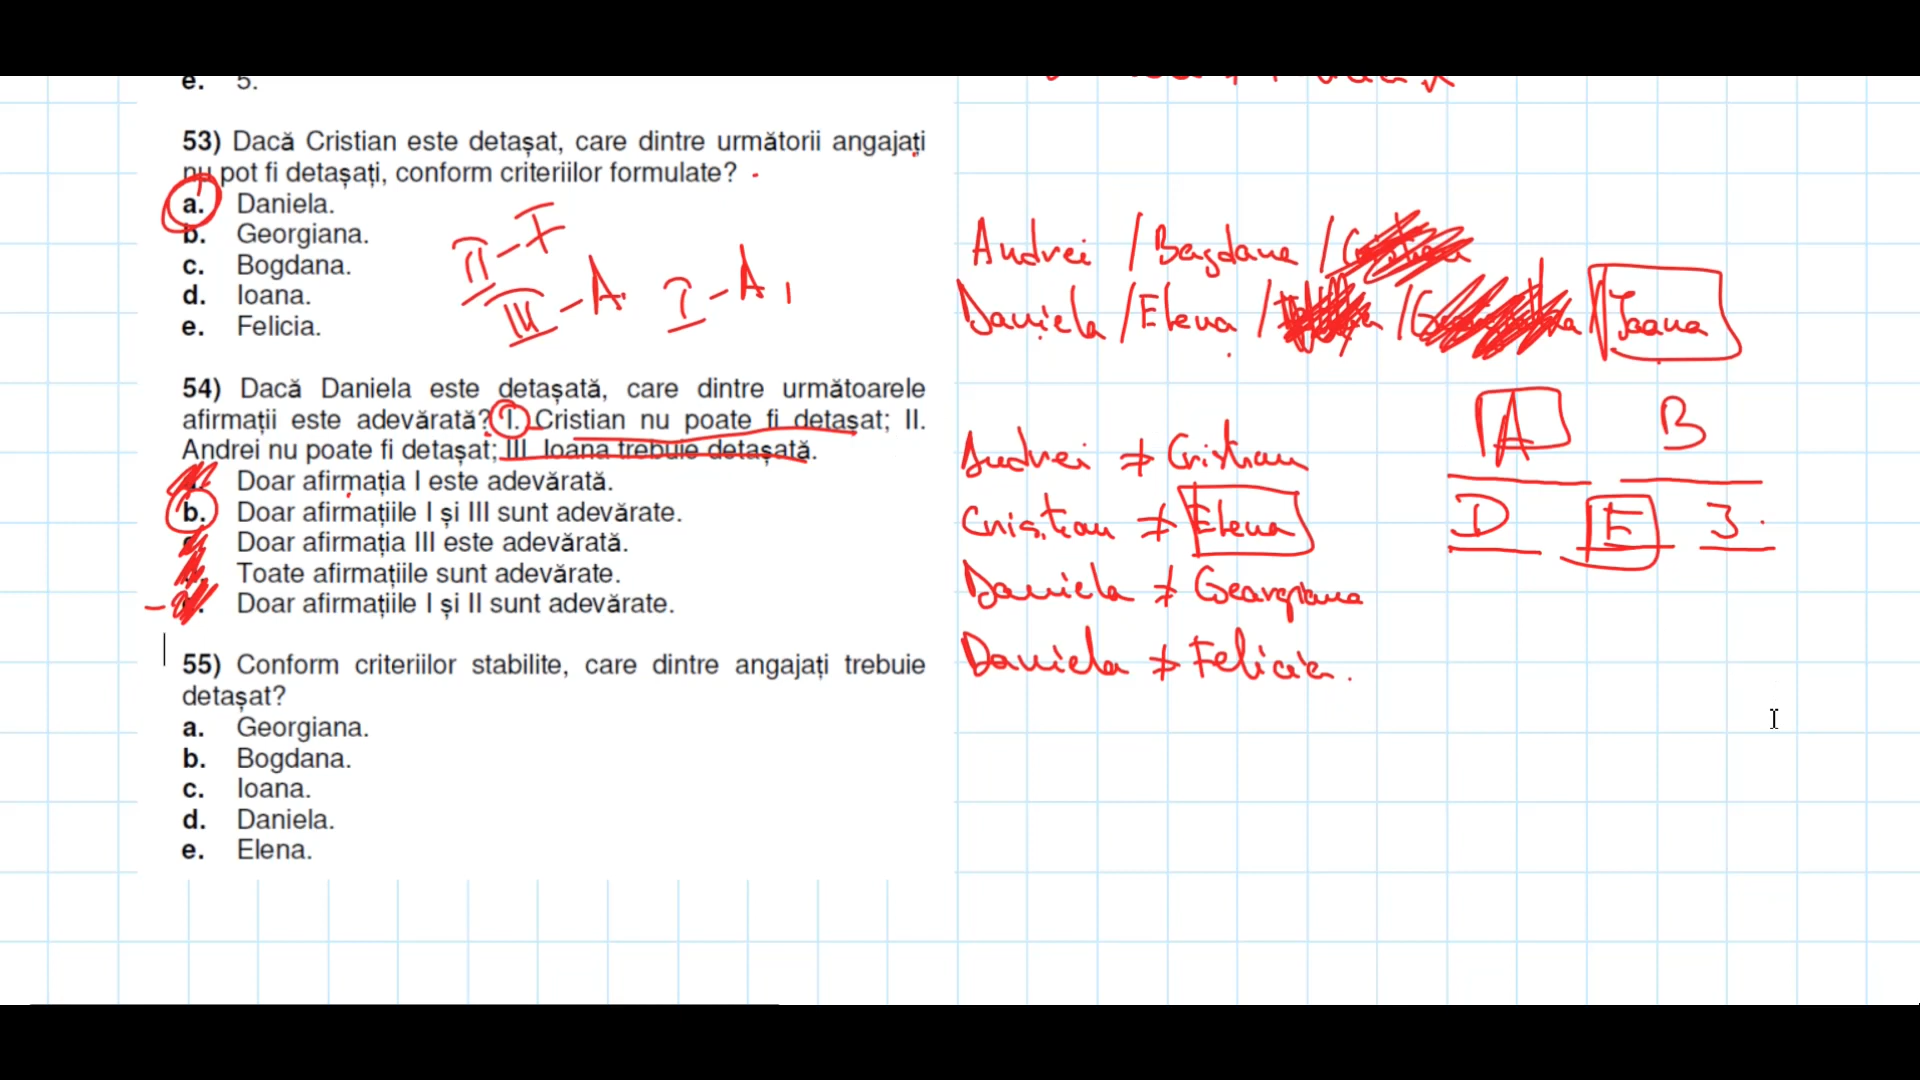 e. 5.
53) Dacă Cristian este detașat, care dintre următorii angajați
nu pot fi detașați, conform criteriilor formulate?
a. Daniela.
b. Georgiana.
c. Bogdana.
d. Ioana.
e. Felicia.
II - F
III - A. I - A
54) Dacă Daniela este detașată, care dintre următoarele
afirmații este adevărată? I. Cristian nu poate fi detașat; II.
Andrei nu poate fi detașat; III. Ioana trebuie detașată.
Doar afirmația I este adevărată.
b. Doar afirmațiile I și III sunt adevărate.
Doar afirmația III este adevărată.
Toate afirmațiile sunt adevărate.
Doar afirmațiile I și II sunt adevărate.
55) Conform criteriilor stabilite, care dintre angajați trebuie
detașat?
a. Georgiana.
b. Bogdana.
c. Ioana.
d. Daniela.
e. Elena.
Andrei / Bogdana /
Daniela / Elena / / Ioana
A B
D E J
Andrei ≠ Cristian
Cristian ≠ Elena
Daniela ≠ Georgiana
Daniela ≠ Felicia.